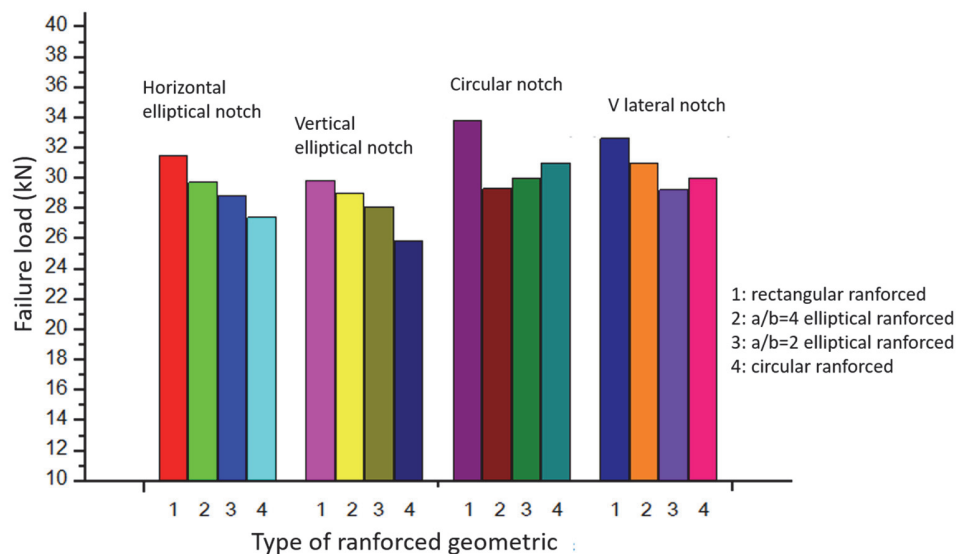 40
38
36
34
32
30
28
26
24
22
20
18
16
14
12
10
Failure load (kN)
Horizontal
elliptical notch
Vertical
elliptical notch
Circular notch
V lateral notch
1: rectangular ranforced
2: a/b=4 elliptical ranforced
3: a/b=2 elliptical ranforced
4: circular ranforced
1 2 3 4 1 2 3 4 1 2 3 4 1 2 3 4
Type of ranforced geometric